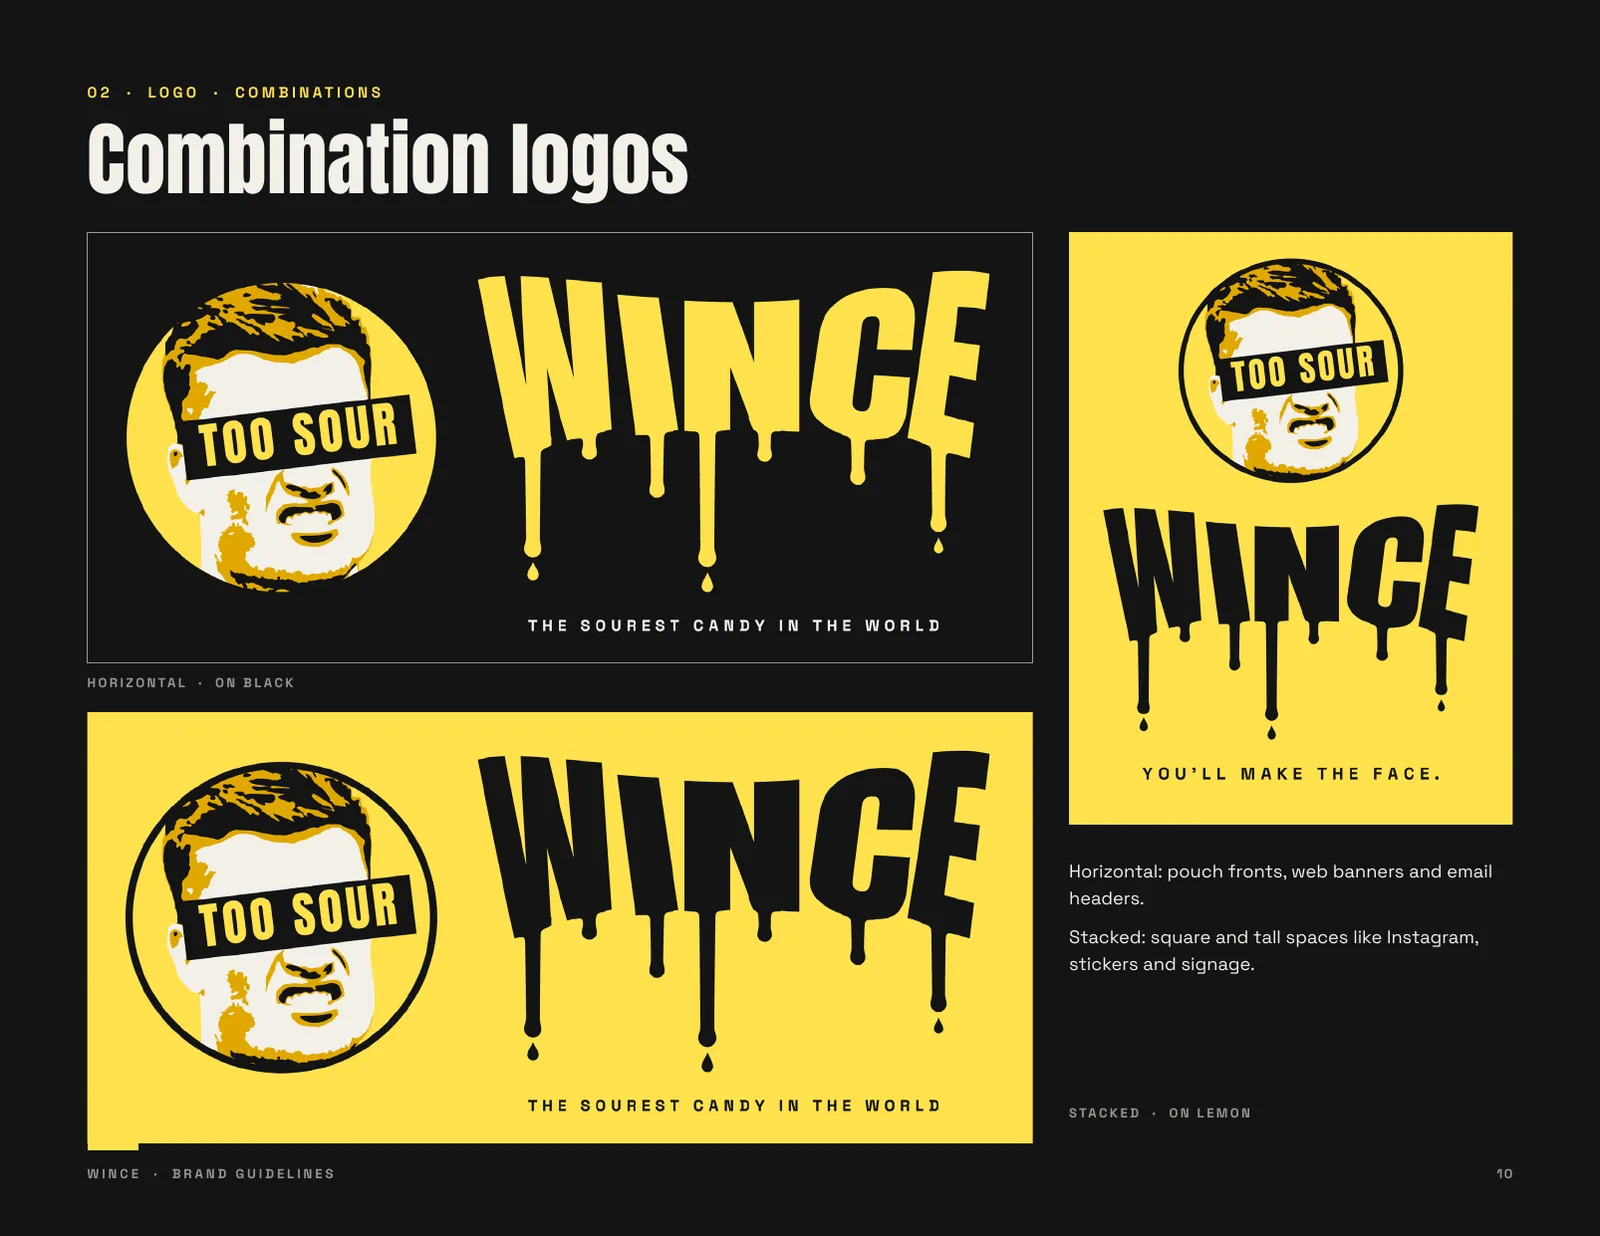 02 · LOGO · COMBINATIONS
Combination logos
TOO SOUR
WINCE
THE SOUREST CANDY IN THE WORLD
HORIZONTAL · ON BLACK
TOO SOUR
WINCE
THE SOUREST CANDY IN THE WORLD
TOO SOUR
WINCE
YOU'LL MAKE THE FACE.
Horizontal: pouch fronts, web banners and email
headers.
Stacked: square and tall spaces like Instagram,
stickers and signage.
STACKED · ON LEMON
WINCE · BRAND GUIDELINES
10